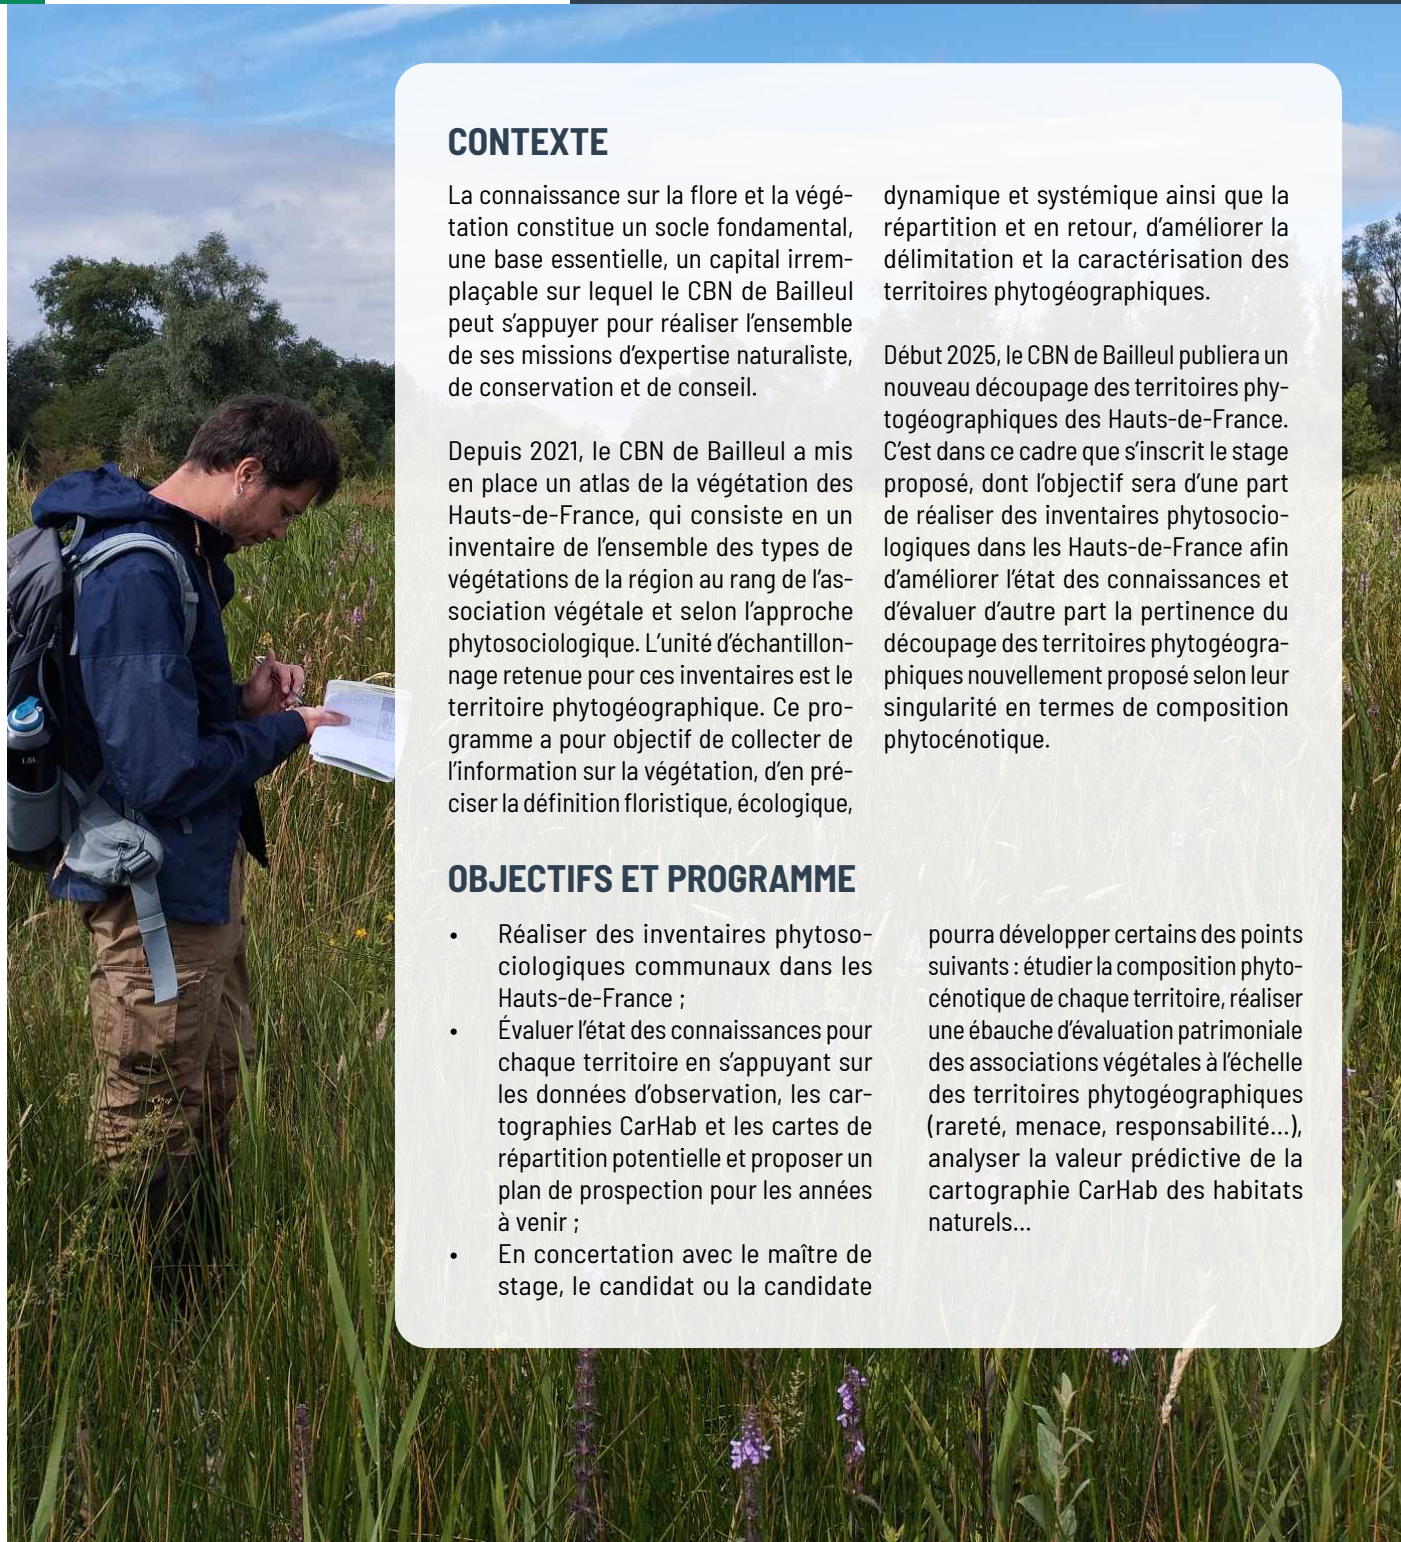 CONTEXTE
La connaissance sur la flore et la végé-
tation constitue un socle fondamental,
une base essentielle, un capital irrem-
plaçable sur lequel le CBN de Bailleul
peut s’appuyer pour réaliser l’ensemble
de ses missions d’expertise naturaliste,
de conservation et de conseil.
Depuis 2021, le CBN de Bailleul a mis
en place un atlas de la végétation des
Hauts-de-France, qui consiste en un
inventaire de l’ensemble des types de
végétations de la région au rang de l’as-
sociation végétale et selon l’approche
phytosociologique. L’unité d’échantillon-
nage retenue pour ces inventaires est le
territoire phytogéographique. Ce pro-
gramme a pour objectif de collecter de
l’information sur la végétation, d’en pré-
ciser la définition floristique, écologique,
dynamique et systémique ainsi que la
répartition et en retour, d’améliorer la
délimitation et la caractérisation des
territoires phytogéographiques.
Début 2025, le CBN de Bailleul publiera un
nouveau découpage des territoires phy-
togéographiques des Hauts-de-France.
C’est dans ce cadre que s’inscrit le stage
proposé, dont l’objectif sera d’une part
de réaliser des inventaires phytosocio-
logiques dans les Hauts-de-France afin
d’améliorer l’état des connaissances et
d’évaluer d’autre part la pertinence du
découpage des territoires phytogéogra-
phiques nouvellement proposé selon leur
singularité en termes de composition
phytocénotique.
OBJECTIFS ET PROGRAMME
• Réaliser des inventaires phytoso-
ciologiques communaux dans les
Hauts-de-France ;
• Évaluer l’état des connaissances pour
chaque territoire en s’appuyant sur
les données d’observation, les car-
tographies CarHab et les cartes de
répartition potentielle et proposer un
plan de prospection pour les années
à venir ;
• En concertation avec le maître de
stage, le candidat ou la candidate
pourra développer certains des points
suivants : étudier la composition phyto-
cénotique de chaque territoire, réaliser
une ébauche d’évaluation patrimoniale
des associations végétales à l’échelle
des territoires phytogéographiques
(rareté, menace, responsabilité...),
analyser la valeur prédictive de la
cartographie CarHab des habitats
naturels...
1.5L